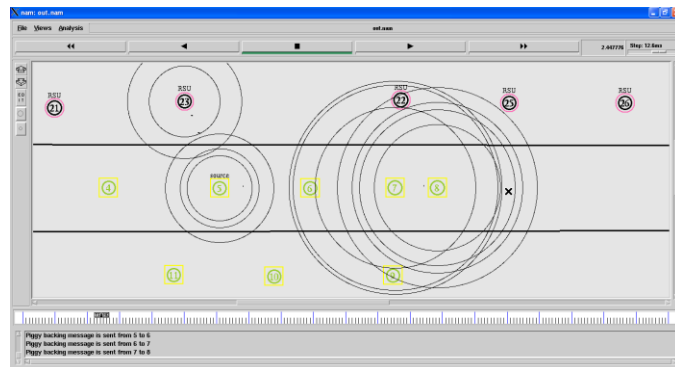 nam: out.nam
File Views Analysis out.nam
2.447776 Step: 12.6ms
RSU RSU RSU RSU RSU
21 23 22 25 26
source
4 5 6 7 8
11 10 9
Piggy backing message is sent from 5 to 6
Piggy backing message is sent from 6 to 7
Piggy backing message is sent from 7 to 8